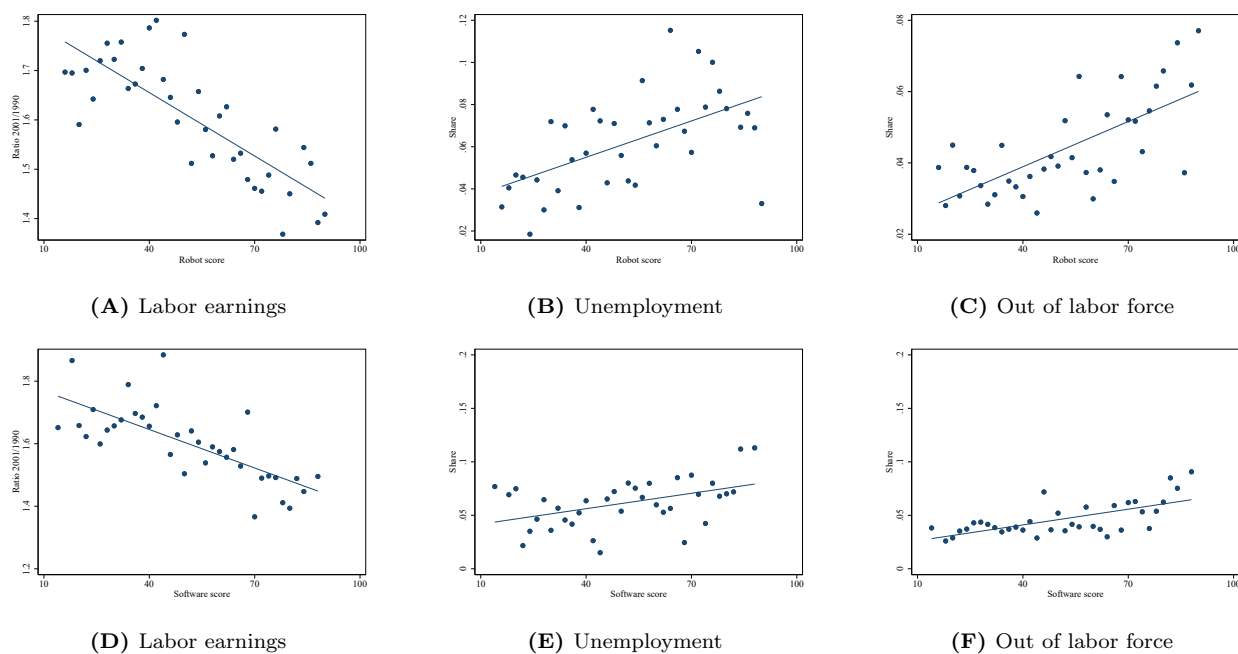 Ratio 2001/1990
1.4 1.5 1.6 1.7 1.8
10 40 70 100
Robot score
(A) Labor earnings
Share
.02 .04 .06 .08 .1 .12
10 40 70 100
Robot score
(B) Unemployment
Share
.02 .04 .06 .08
10 40 70 100
Robot score
(C) Out of labor force
Ratio 2001/1990
1.2 1.4 1.6 1.8
10 40 70 100
Software score
(D) Labor earnings
Share
0 .05 .1 .15 .2
10 40 70 100
Software score
(E) Unemployment
Share
0 .05 .1 .15 .2
10 40 70 100
Software score
(F) Out of labor force